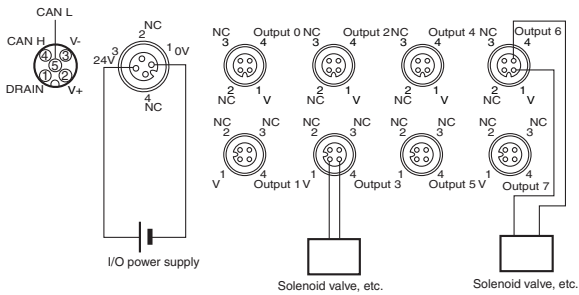 CAN L
CAN H
V-
4
3
5
1
2
DRAIN
V+
NC
2
3
1
0V
24V
4
NC
I/O power supply
NC Output 0 NC Output 2 NC Output 4 NC Output 6
3 4 3 4 3 4 3 4
2 1 2 1 2 1 2 1
NC V NC V NC V NC V
NC NC NC NC NC NC NC NC
2 3 2 3 2 3 2 3
1 4 1 4 1 4 1 4
V Output 1 V Output 3 V Output 5 V Output 7
Solenoid valve, etc.
Solenoid valve, etc.